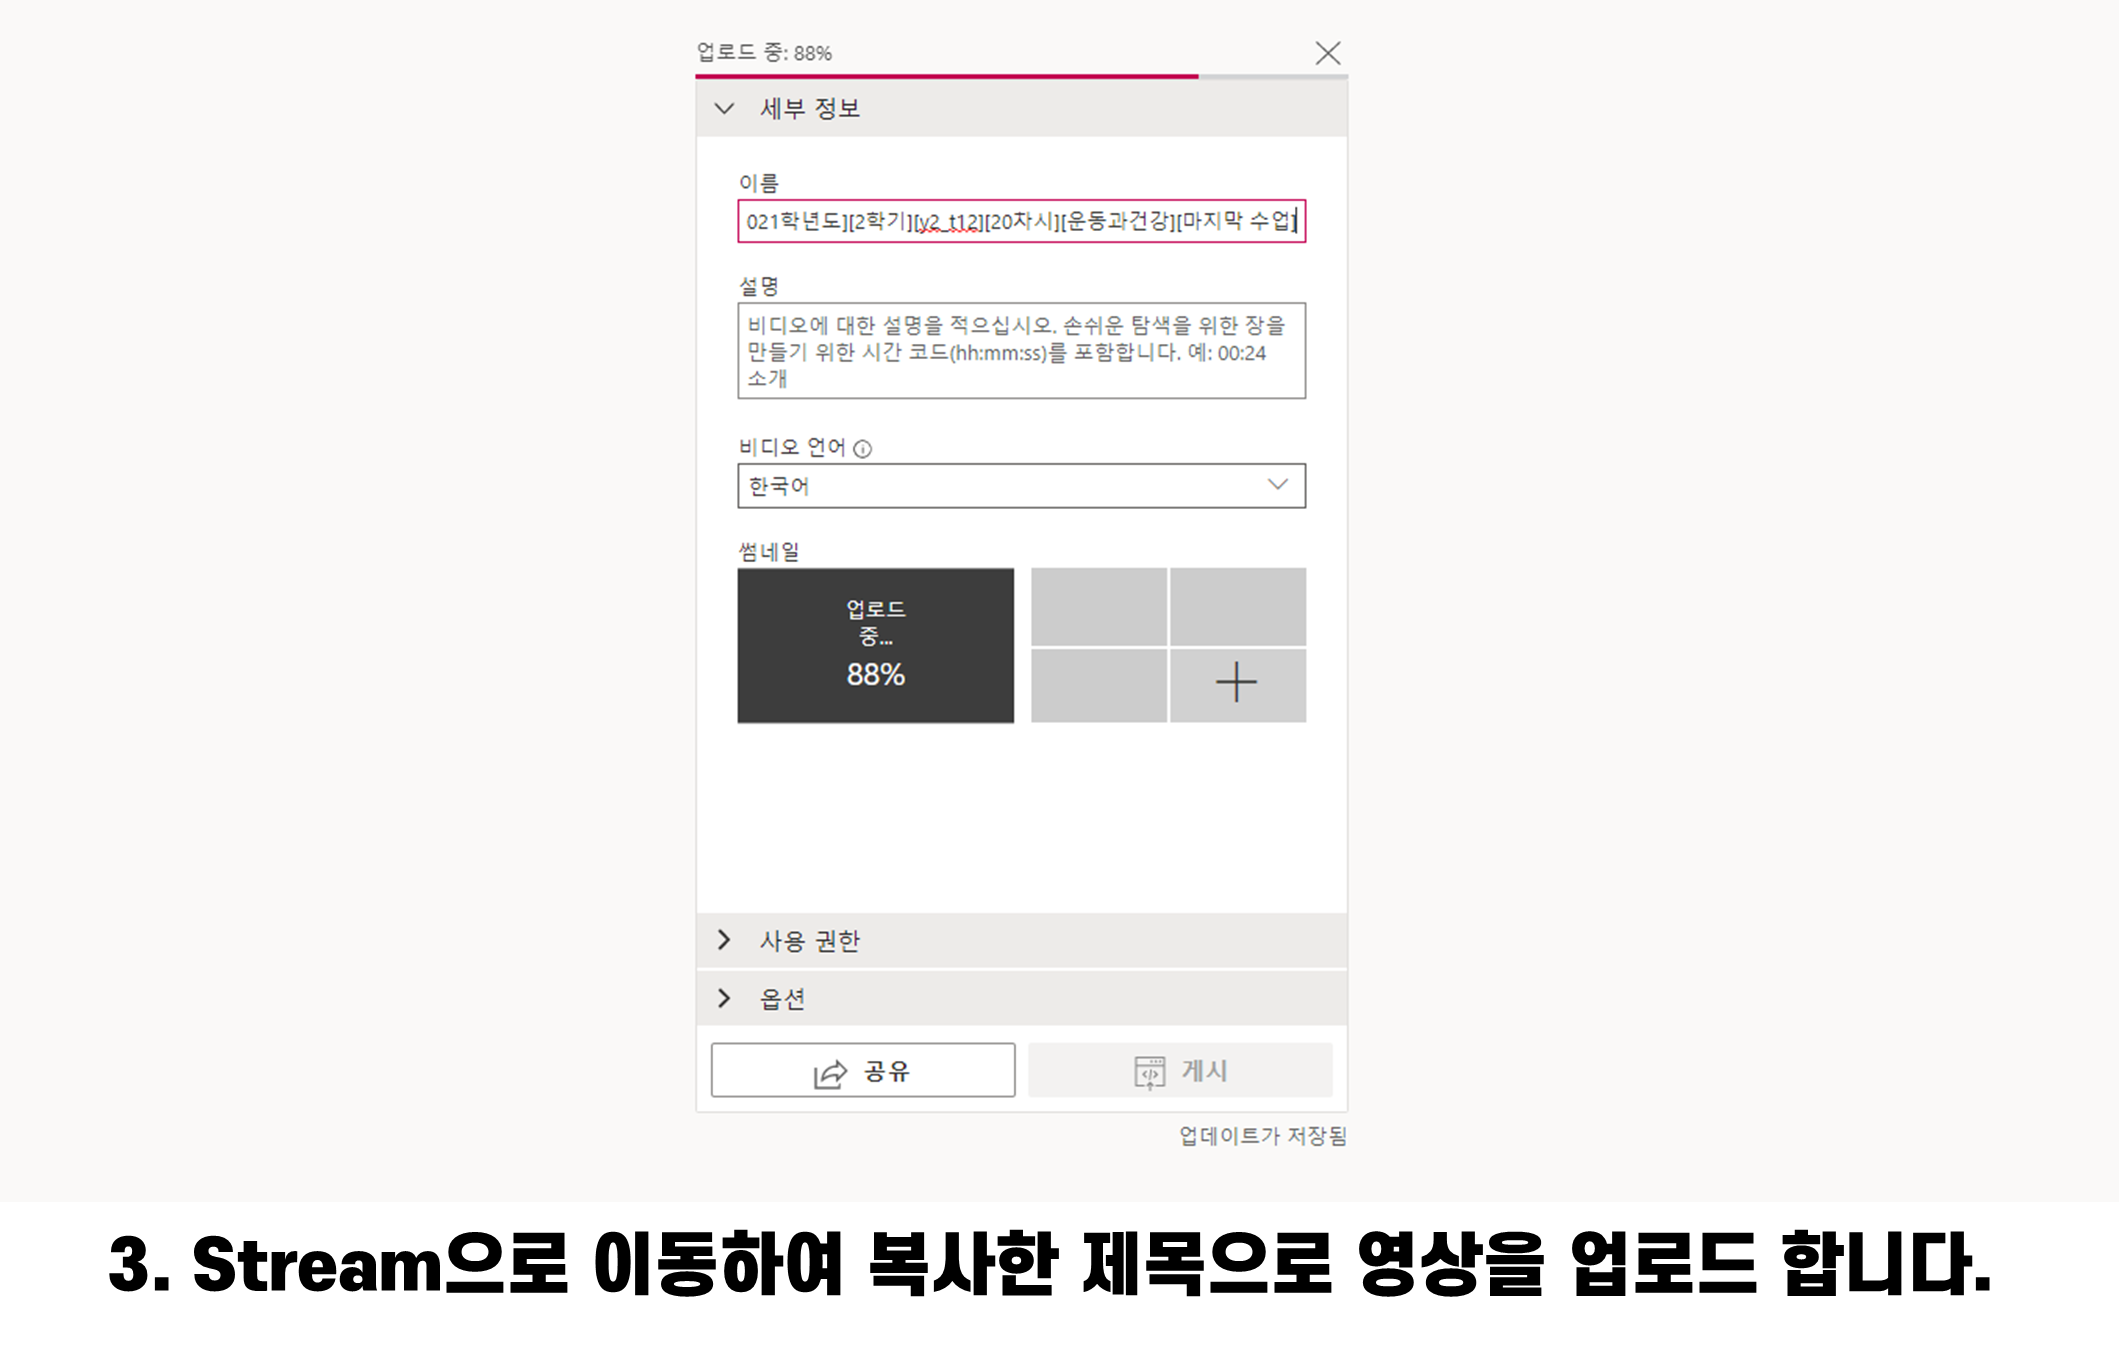 업로드 중: 88%
세부 정보
이름
021학년도][2학기][y2_t12][20차시][운동과건강][마지막 수업]
설명
비디오에 대한 설명을 적으십시오. 손쉬운 탐색을 위한 장을
만들기 위한 시간 코드(hh:mm:ss)를 포함합니다. 예: 00:24
소개
비디오 언어
한국어
썸네일
업로드
중...
88%
사용 권한
옵션
공유
게시
업데이트가 저장됨
3. Stream으로 이동하여 복사한 제목으로 영상을 업로드 합니다.